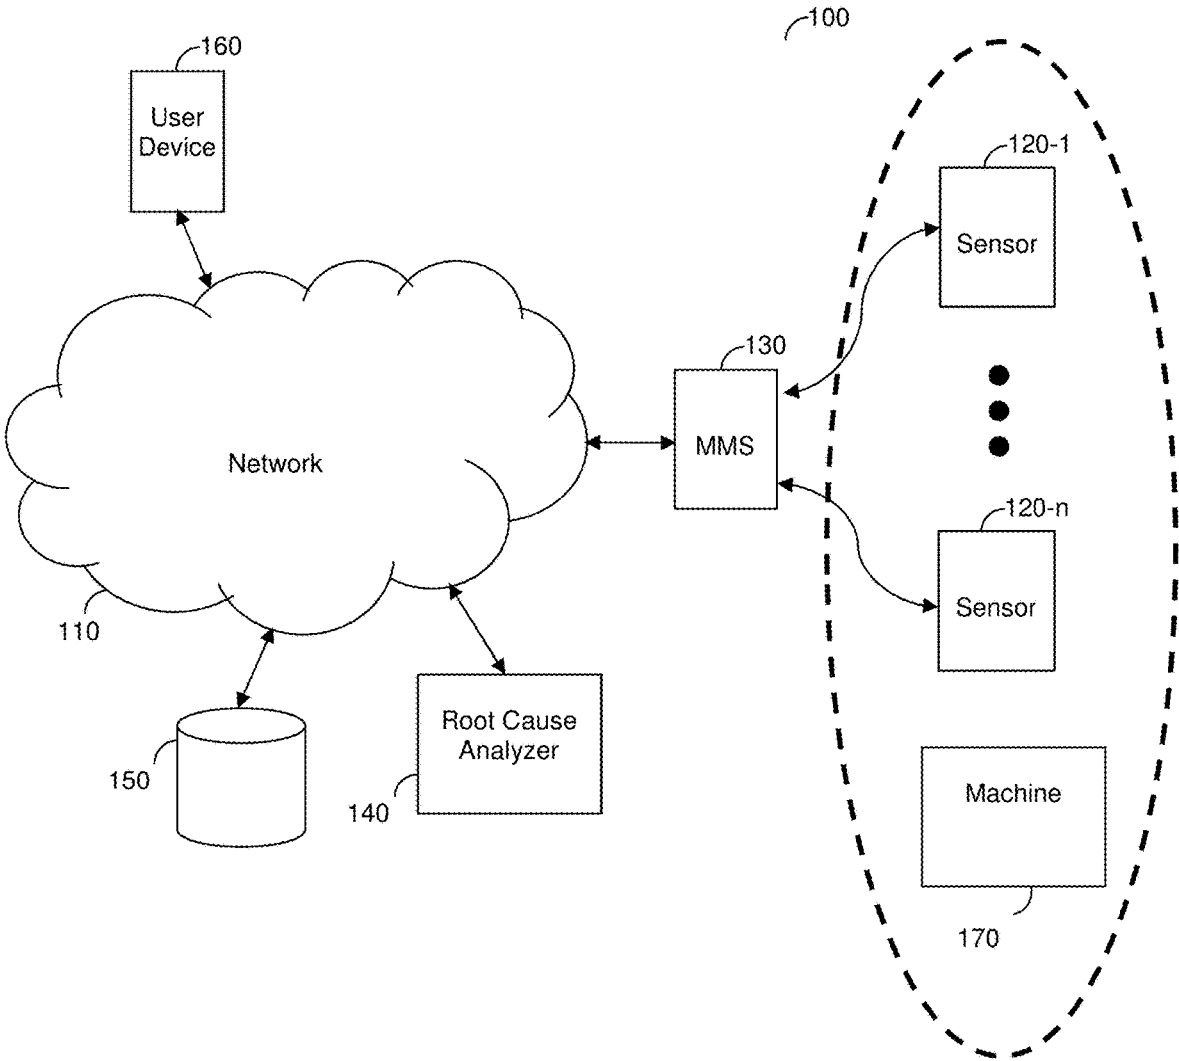 100
160
User
Device
120-1
Sensor
130
MMS
Network
120-n
Sensor
110
Root Cause
Analyzer
150
140
Machine
170